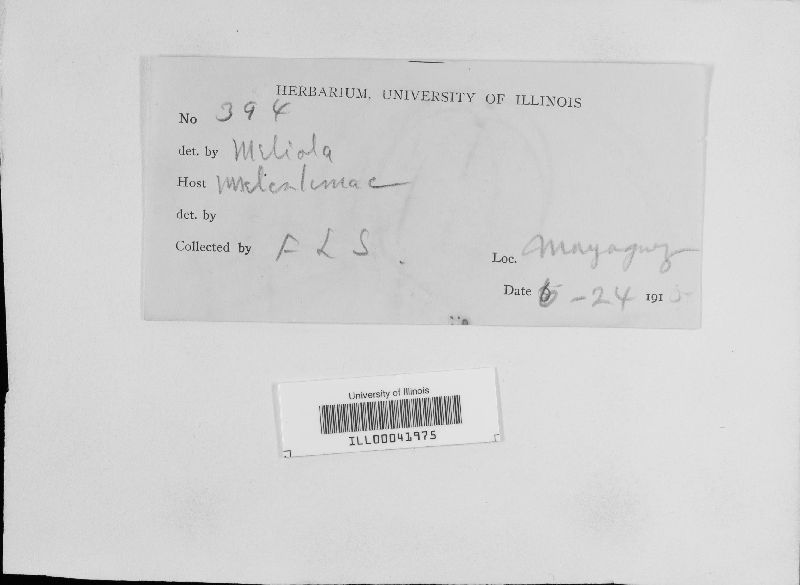 HERBARIUM, UNIVERSITY OF ILLINOIS
No 394
det. by Meliola
Host
det. by
Collected by F L S.
Loc. Mayaguez
Date 6-24 1915
University of Illinois
ILL00041975